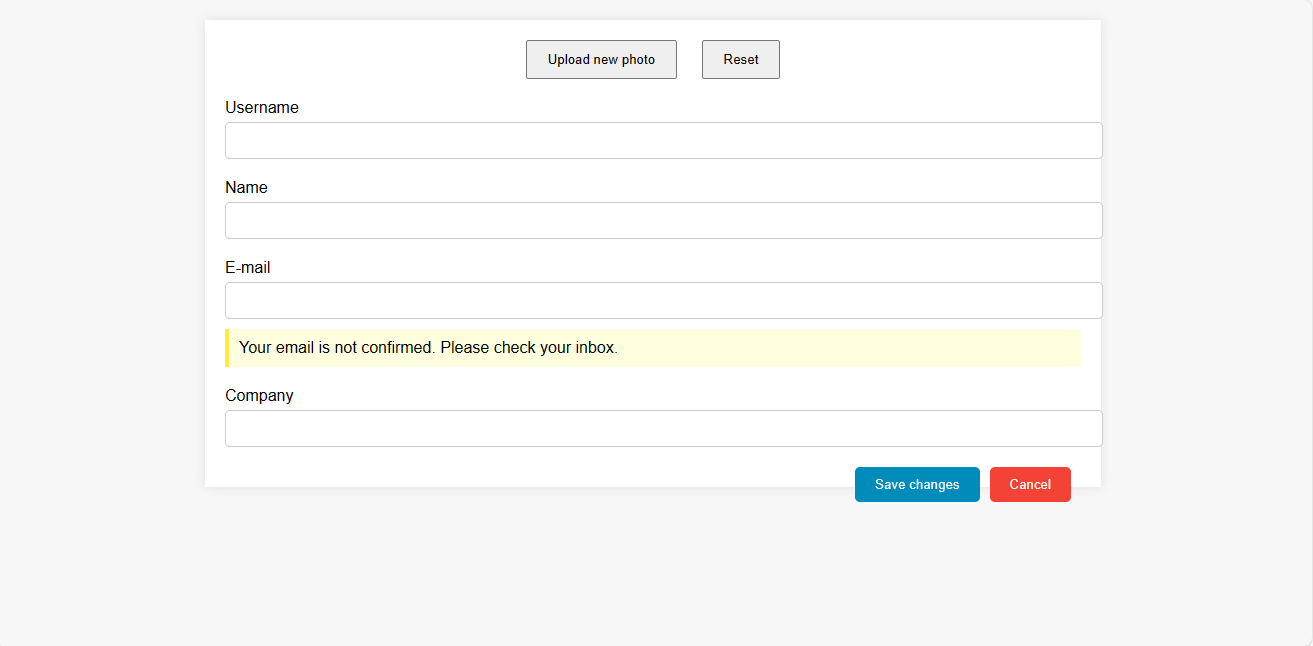 Upload new photo Reset
Username
Name
E-mail
Your email is not confirmed. Please check your inbox.
Company
Save changes Cancel